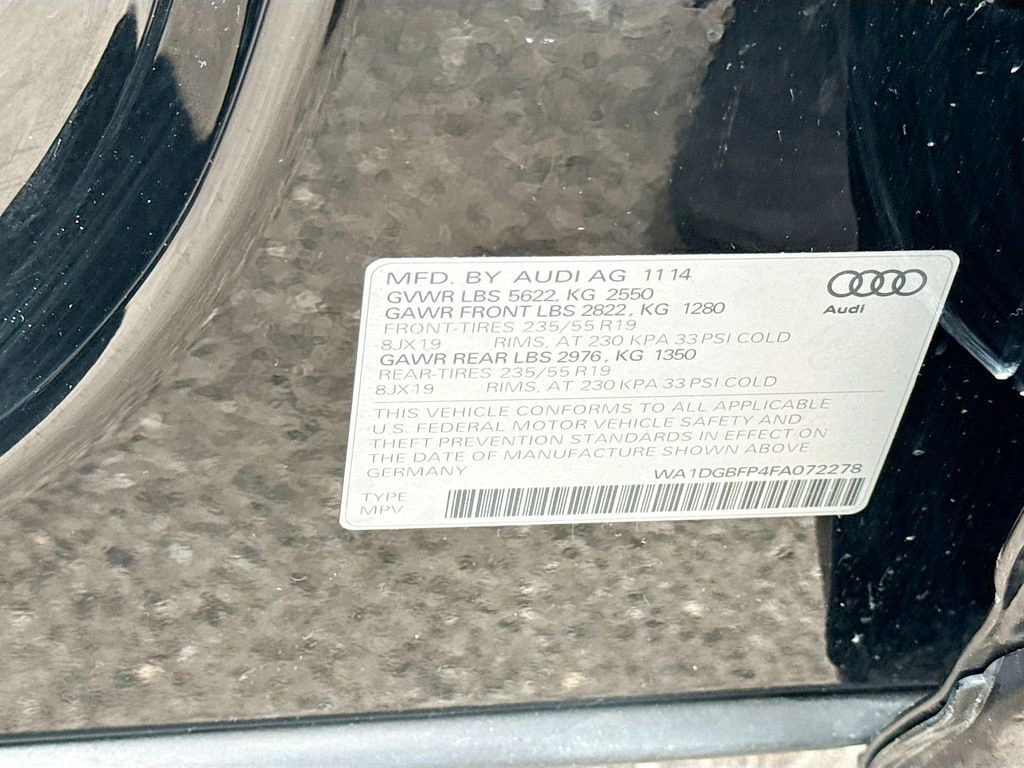 MFD. BY AUDI AG 11 14
GVWR LBS 5622, KG 2550
GAWR FRONT LBS 2822, KG 1280
FRONT-TIRES 235/55 R19
8JX19 RIMS, AT 230 KPA 33 PSI COLD
GAWR REAR LBS 2976, KG 1350
REAR-TIRES 235/55 R19
8JX19 RIMS, AT 230 KPA 33 PSI COLD
Audi
THIS VEHICLE CONFORMS TO ALL APPLICABLE
U.S. FEDERAL MOTOR VEHICLE SAFETY AND
THEFT PREVENTION STANDARDS IN EFFECT ON
THE DATE OF MANUFACTURE SHOWN ABOVE.
GERMANY WA1DGBFP4FA072278
TYPE
MPV